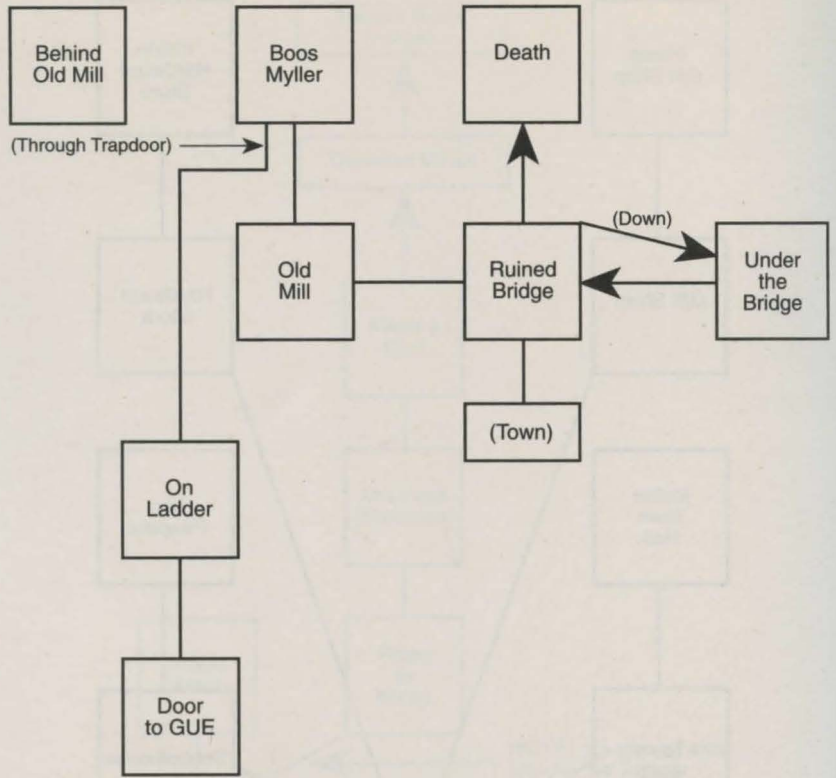 Behind
Old Mill
Boos
Myller
Death
(Through Trapdoor)
(Down)
Old
Mill
Ruined
Bridge
Under
the
Bridge
(Town)
On
Ladder
Door
to GUE